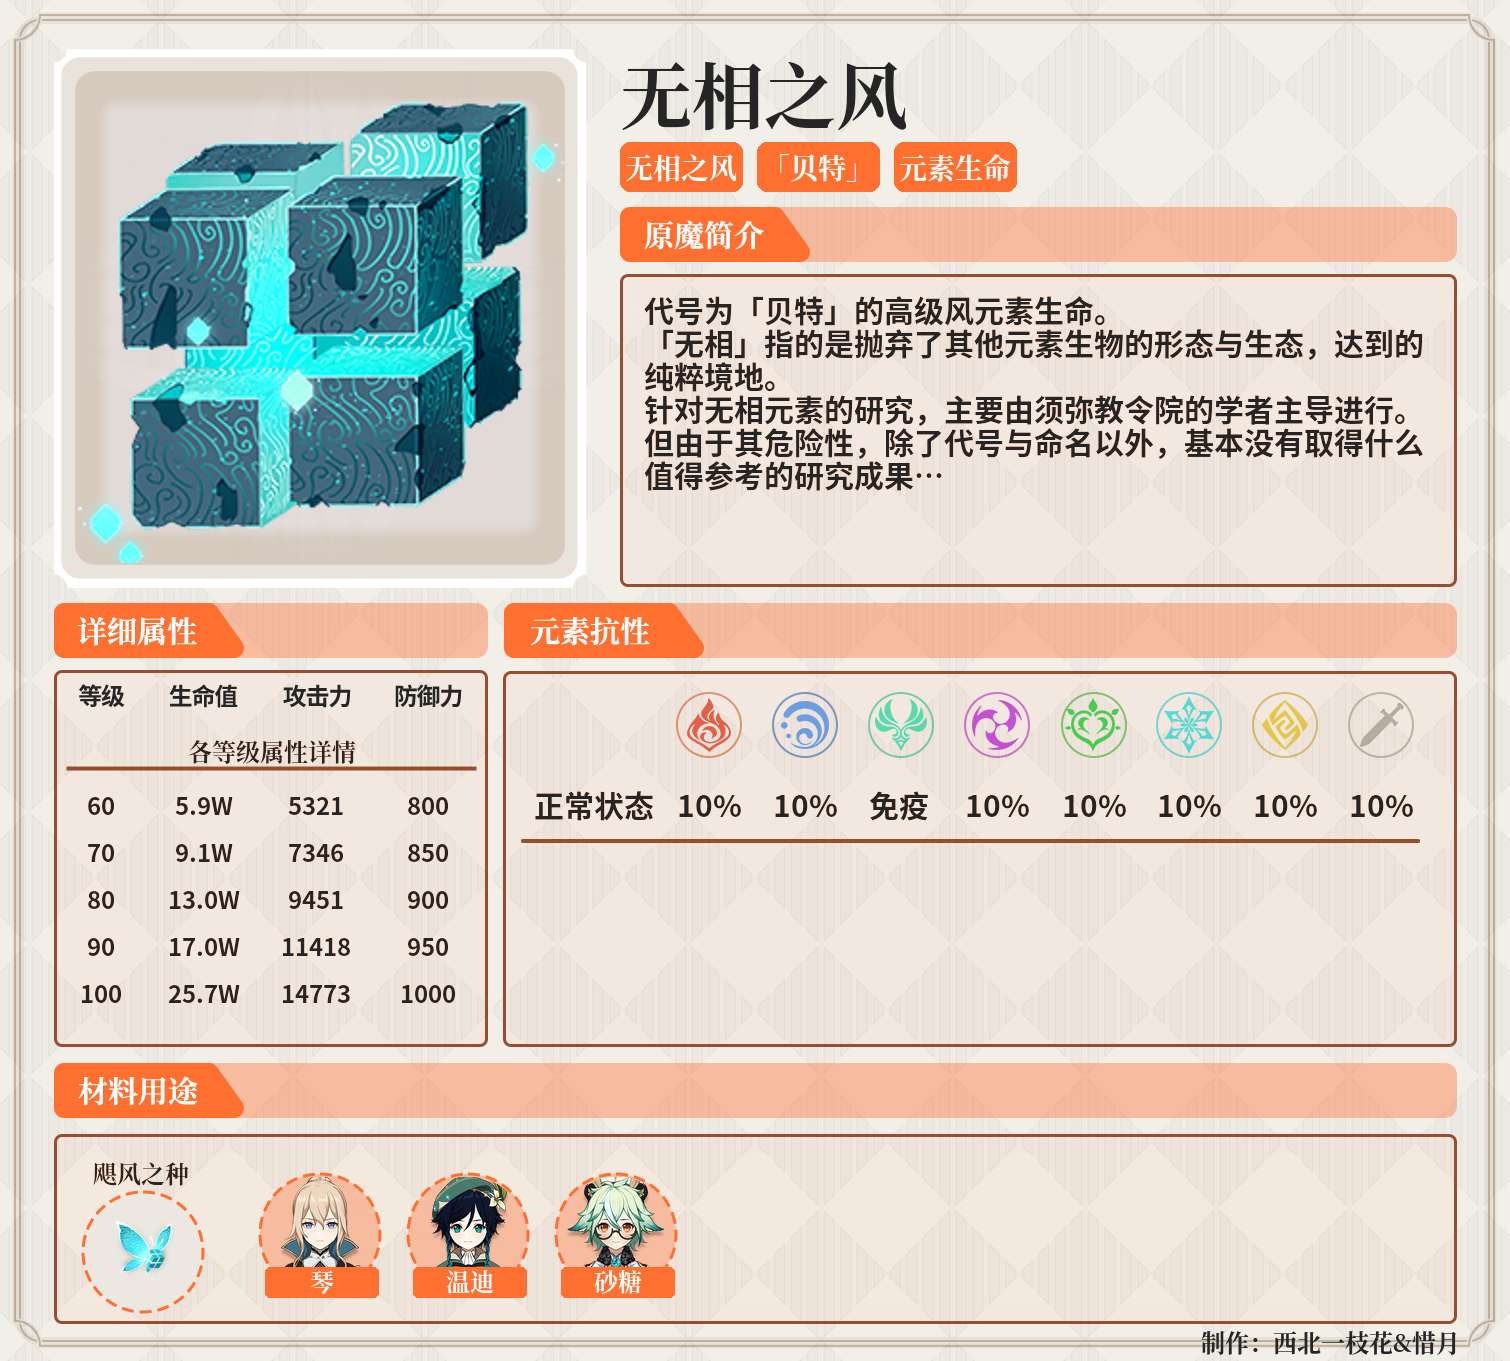 无相之风
无相之风 「贝特」 元素生命
原魔简介
代号为「贝特」的高级风元素生命。
「无相」指的是抛弃了其他元素生物的形态与生态，达到的
纯粹境地。
针对无相元素的研究，主要由须弥教令院的学者主导进行。
但由于其危险性，除了代号与命名以外，基本没有取得什么
值得参考的研究成果…
详细属性
等级 生命值 攻击力 防御力
各等级属性详情
60 5.9W 5321 800
70 9.1W 7346 850
80 13.0W 9451 900
90 17.0W 11418 950
100 25.7W 14773 1000
元素抗性
正常状态 10% 10% 免疫 10% 10% 10% 10% 10%
材料用途
飓风之种
琴 温迪 砂糖
制作：西北一枝花&惜月